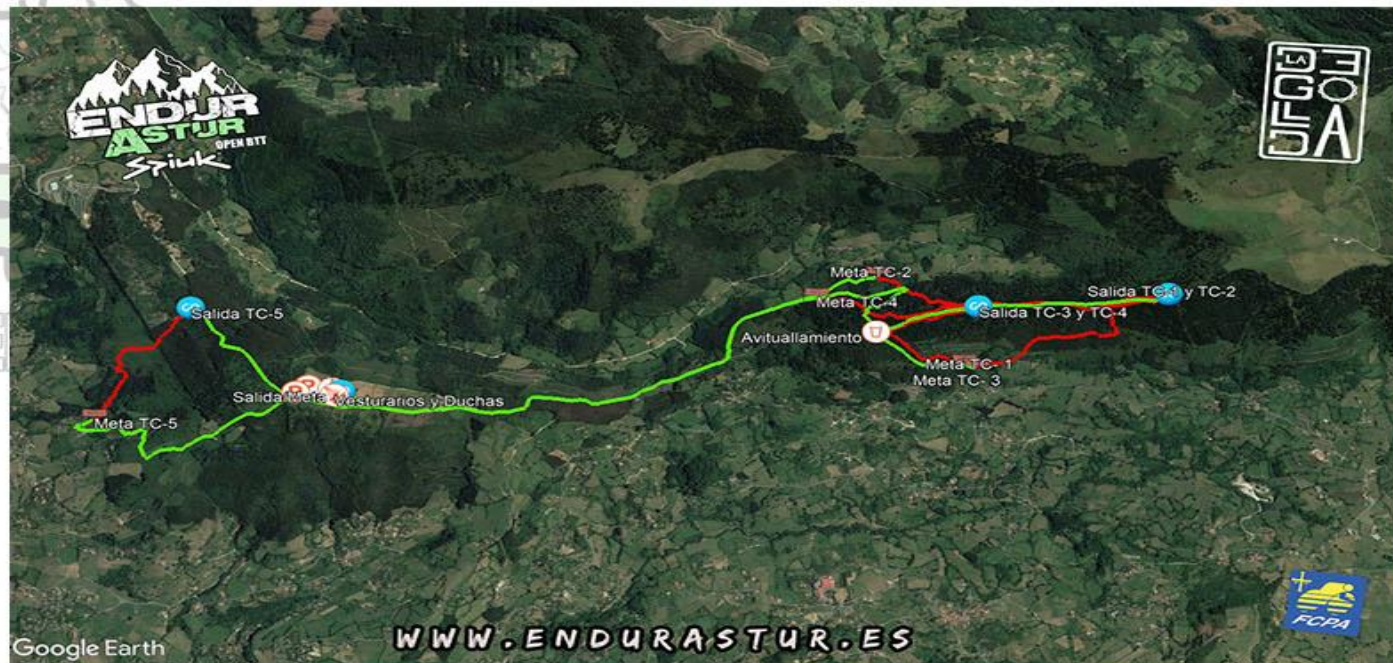 ENDUR
ASTUR
OPEN BTT
Spiuk
LA
Meta TC-2
Salida TC-1 y TC-2
Meta TC-4
Salida TC-3 y TC-4
Salida TC-5
Avituallamiento
Meta TC- 1
Meta TC- 3
Salida Meta
Vesturarios y Duchas
Meta TC-5
FCPA
WWW.ENDURASTUR.ES
Google Earth